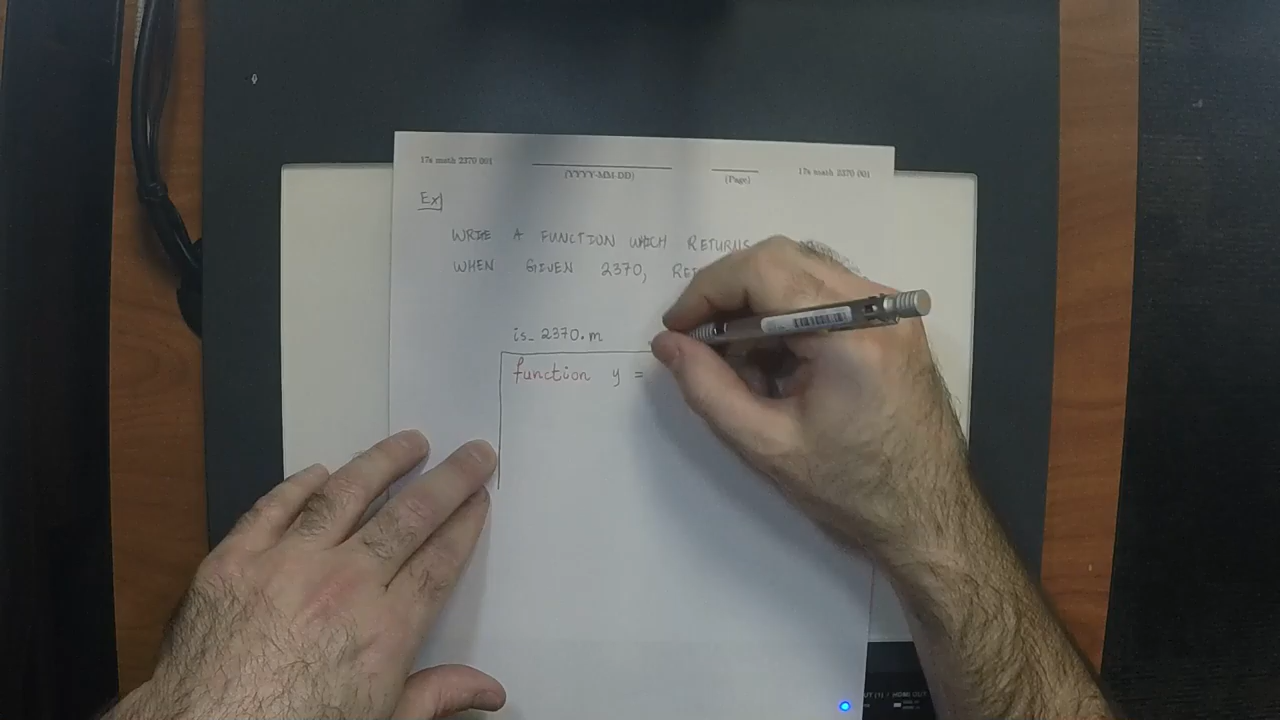 17s math 2370 001 (YYYY-MM-DD) (Page) 17s math 2370 001
Ex
WRITE A FUNCTION WHICH RETURNS
WHEN GIVEN 2370,
is_2370.m
function y =